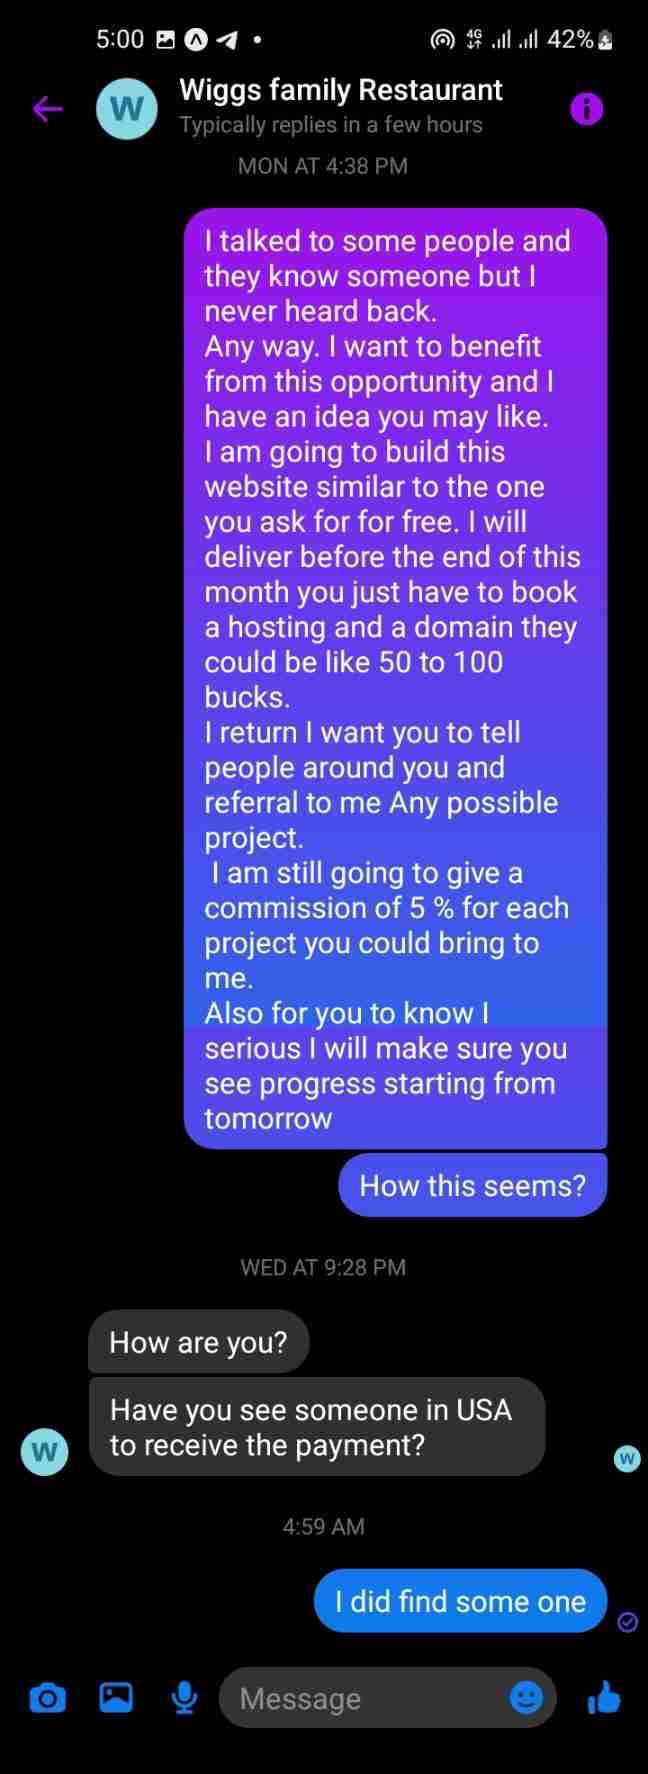 5:00 4G 42%
Wiggs family Restaurant
W
Typically replies in a few hours
MON AT 4:38 PM
I talked to some people and
they know someone but I
never heard back.
Any way. I want to benefit
from this opportunity and I
have an idea you may like.
I am going to build this
website similar to the one
you ask for for free. I will
deliver before the end of this
month you just have to book
a hosting and a domain they
could be like 50 to 100
bucks.
I return I want you to tell
people around you and
referral to me Any possible
project.
I am still going to give a
commission of 5 % for each
project you could bring to
me.
Also for you to know I
serious I will make sure you
see progress starting from
tomorrow
How this seems?
WED AT 9:28 PM
How are you?
Have you see someone in USA
to receive the payment?
W
W
4:59 AM
I did find some one
Message